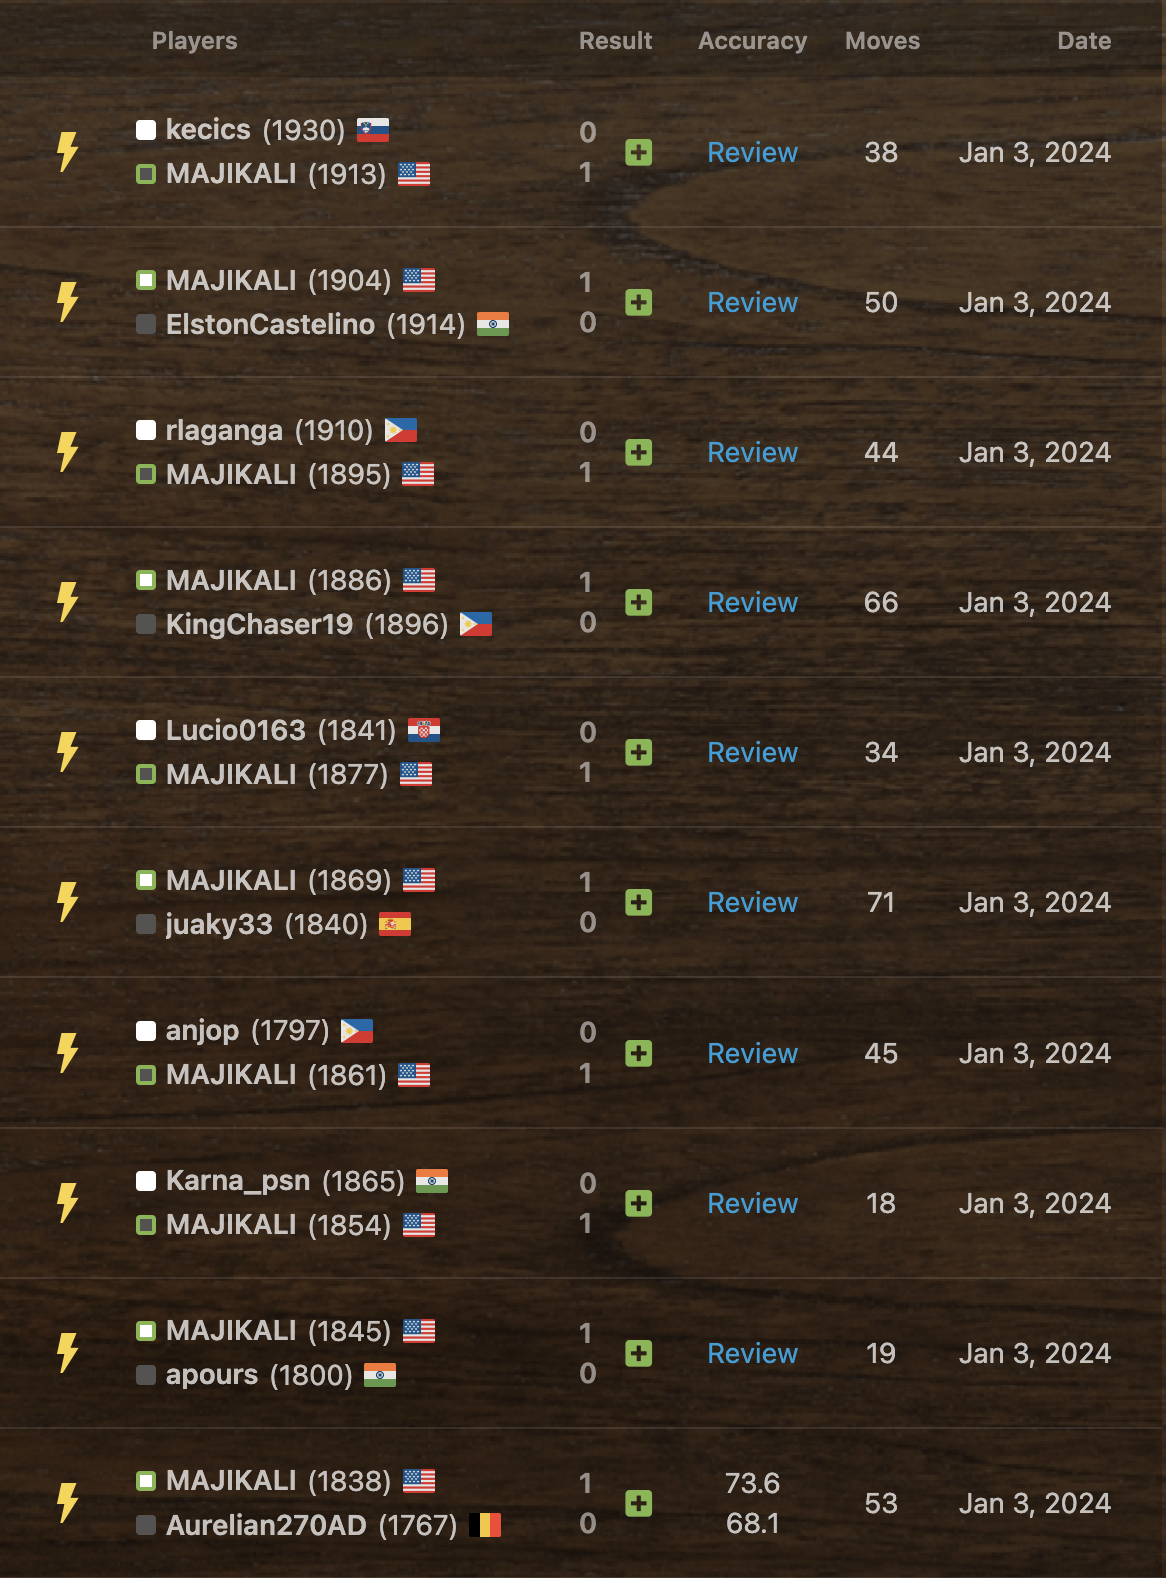 Players Result Accuracy Moves Date
kecics (1930) 0
MAJIKALI (1913) 1
Review 38 Jan 3, 2024
MAJIKALI (1904) 1
ElstonCastelino (1914) 0
Review 50 Jan 3, 2024
rlaganga (1910) 0
MAJIKALI (1895) 1
Review 44 Jan 3, 2024
MAJIKALI (1886) 1
KingChaser19 (1896) 0
Review 66 Jan 3, 2024
Lucio0163 (1841) 0
MAJIKALI (1877) 1
Review 34 Jan 3, 2024
MAJIKALI (1869) 1
juaky33 (1840) 0
Review 71 Jan 3, 2024
anjop (1797) 0
MAJIKALI (1861) 1
Review 45 Jan 3, 2024
Karna_psn (1865) 0
MAJIKALI (1854) 1
Review 18 Jan 3, 2024
MAJIKALI (1845) 1
apours (1800) 0
Review 19 Jan 3, 2024
MAJIKALI (1838) 1 73.6
Aurelian270AD (1767) 0 68.1
53 Jan 3, 2024